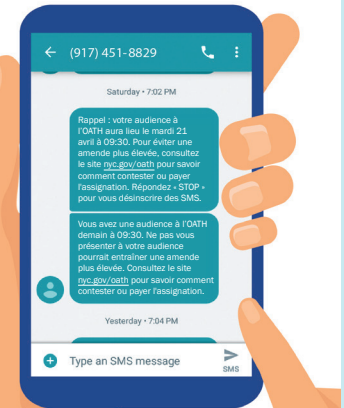 (917) 451-8829
Saturday • 7:02 PM
Rappel : votre audience à
l'OATH aura lieu le mardi 21
avril à 09:30. Pour éviter une
amende plus élevée, consultez
le site nyc.gov/oath pour savoir
comment contester ou payer
l'assignation. Répondez « STOP »
pour vous désinscrire des SMS.
Vous avez une audience à l'OATH
demain à 09:30. Ne pas vous
présenter à votre audience
pourrait entraîner une amende
plus élevée. Consultez le site
nyc.gov/oath pour savoir comment
contester ou payer l'assignation.
Yesterday • 7:04 PM
Type an SMS message
SMS